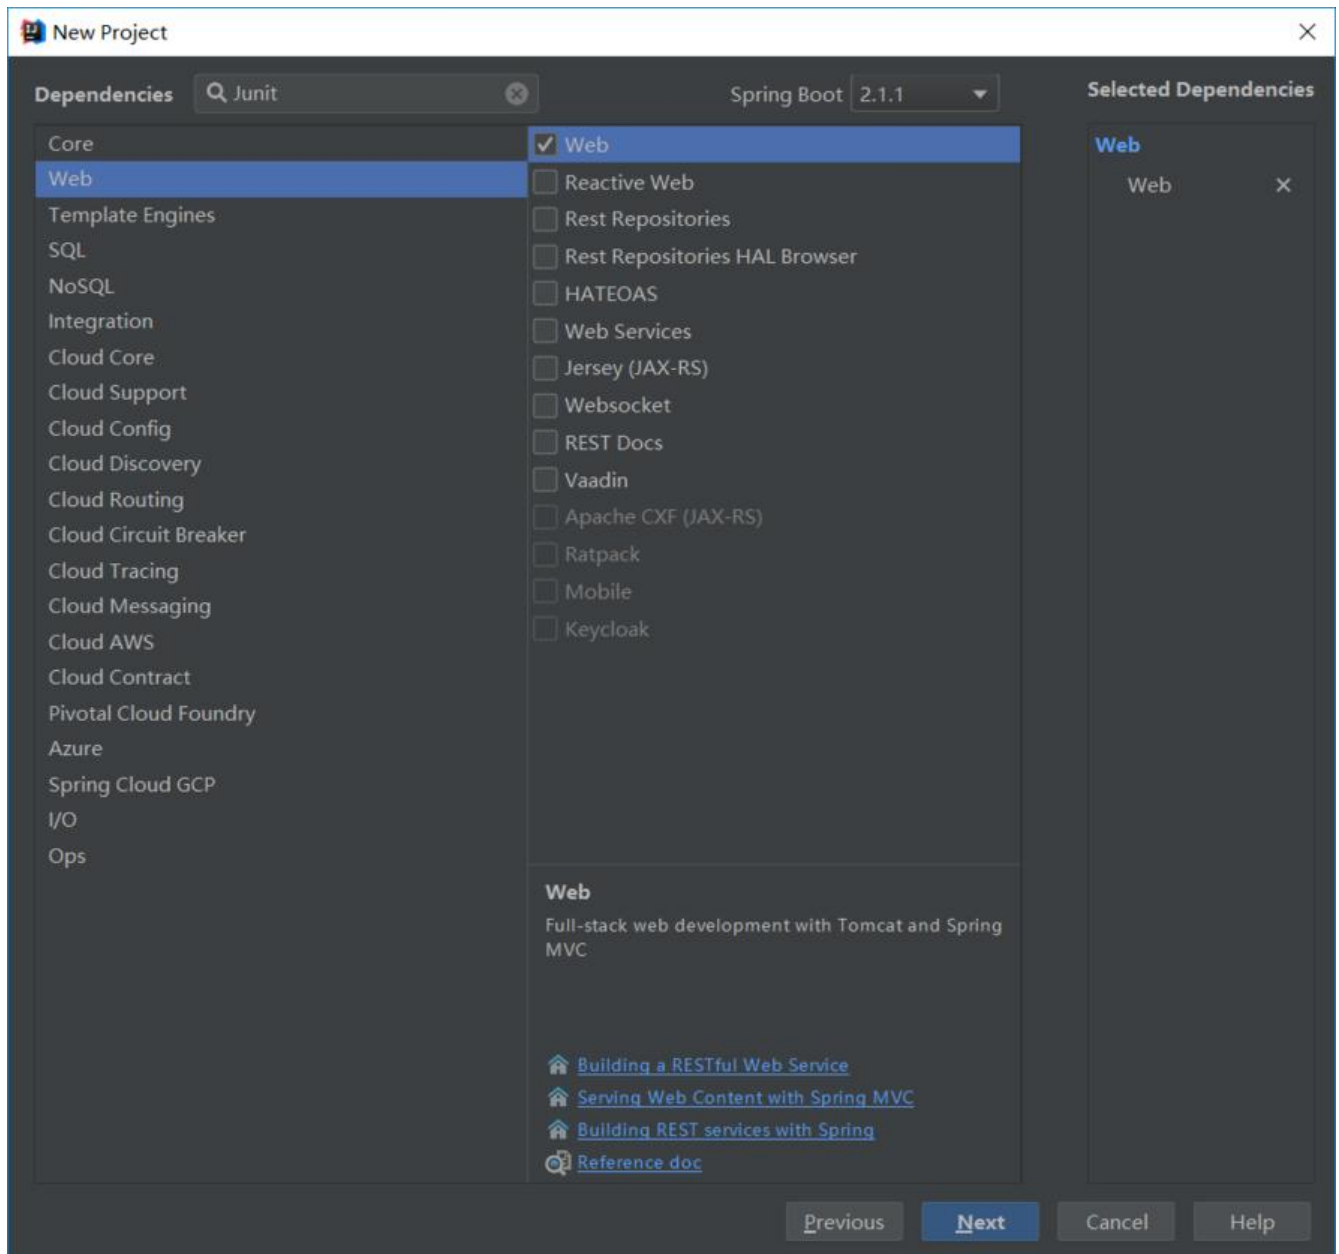 New Project
Dependencies Junit Spring Boot 2.1.1 Selected Dependencies
Core
Web
Template Engines
SQL
NoSQL
Integration
Cloud Core
Cloud Support
Cloud Config
Cloud Discovery
Cloud Routing
Cloud Circuit Breaker
Cloud Tracing
Cloud Messaging
Cloud AWS
Cloud Contract
Pivotal Cloud Foundry
Azure
Spring Cloud GCP
I/O
Ops
Web
Reactive Web
Rest Repositories
Rest Repositories HAL Browser
HATEOAS
Web Services
Jersey (JAX-RS)
Websocket
REST Docs
Vaadin
Apache CXF (JAX-RS)
Ratpack
Mobile
Keycloak
Web
Full-stack web development with Tomcat and Spring
MVC
Building a RESTful Web Service
Serving Web Content with Spring MVC
Building REST services with Spring
Reference doc
Web
Web
Previous Next Cancel Help